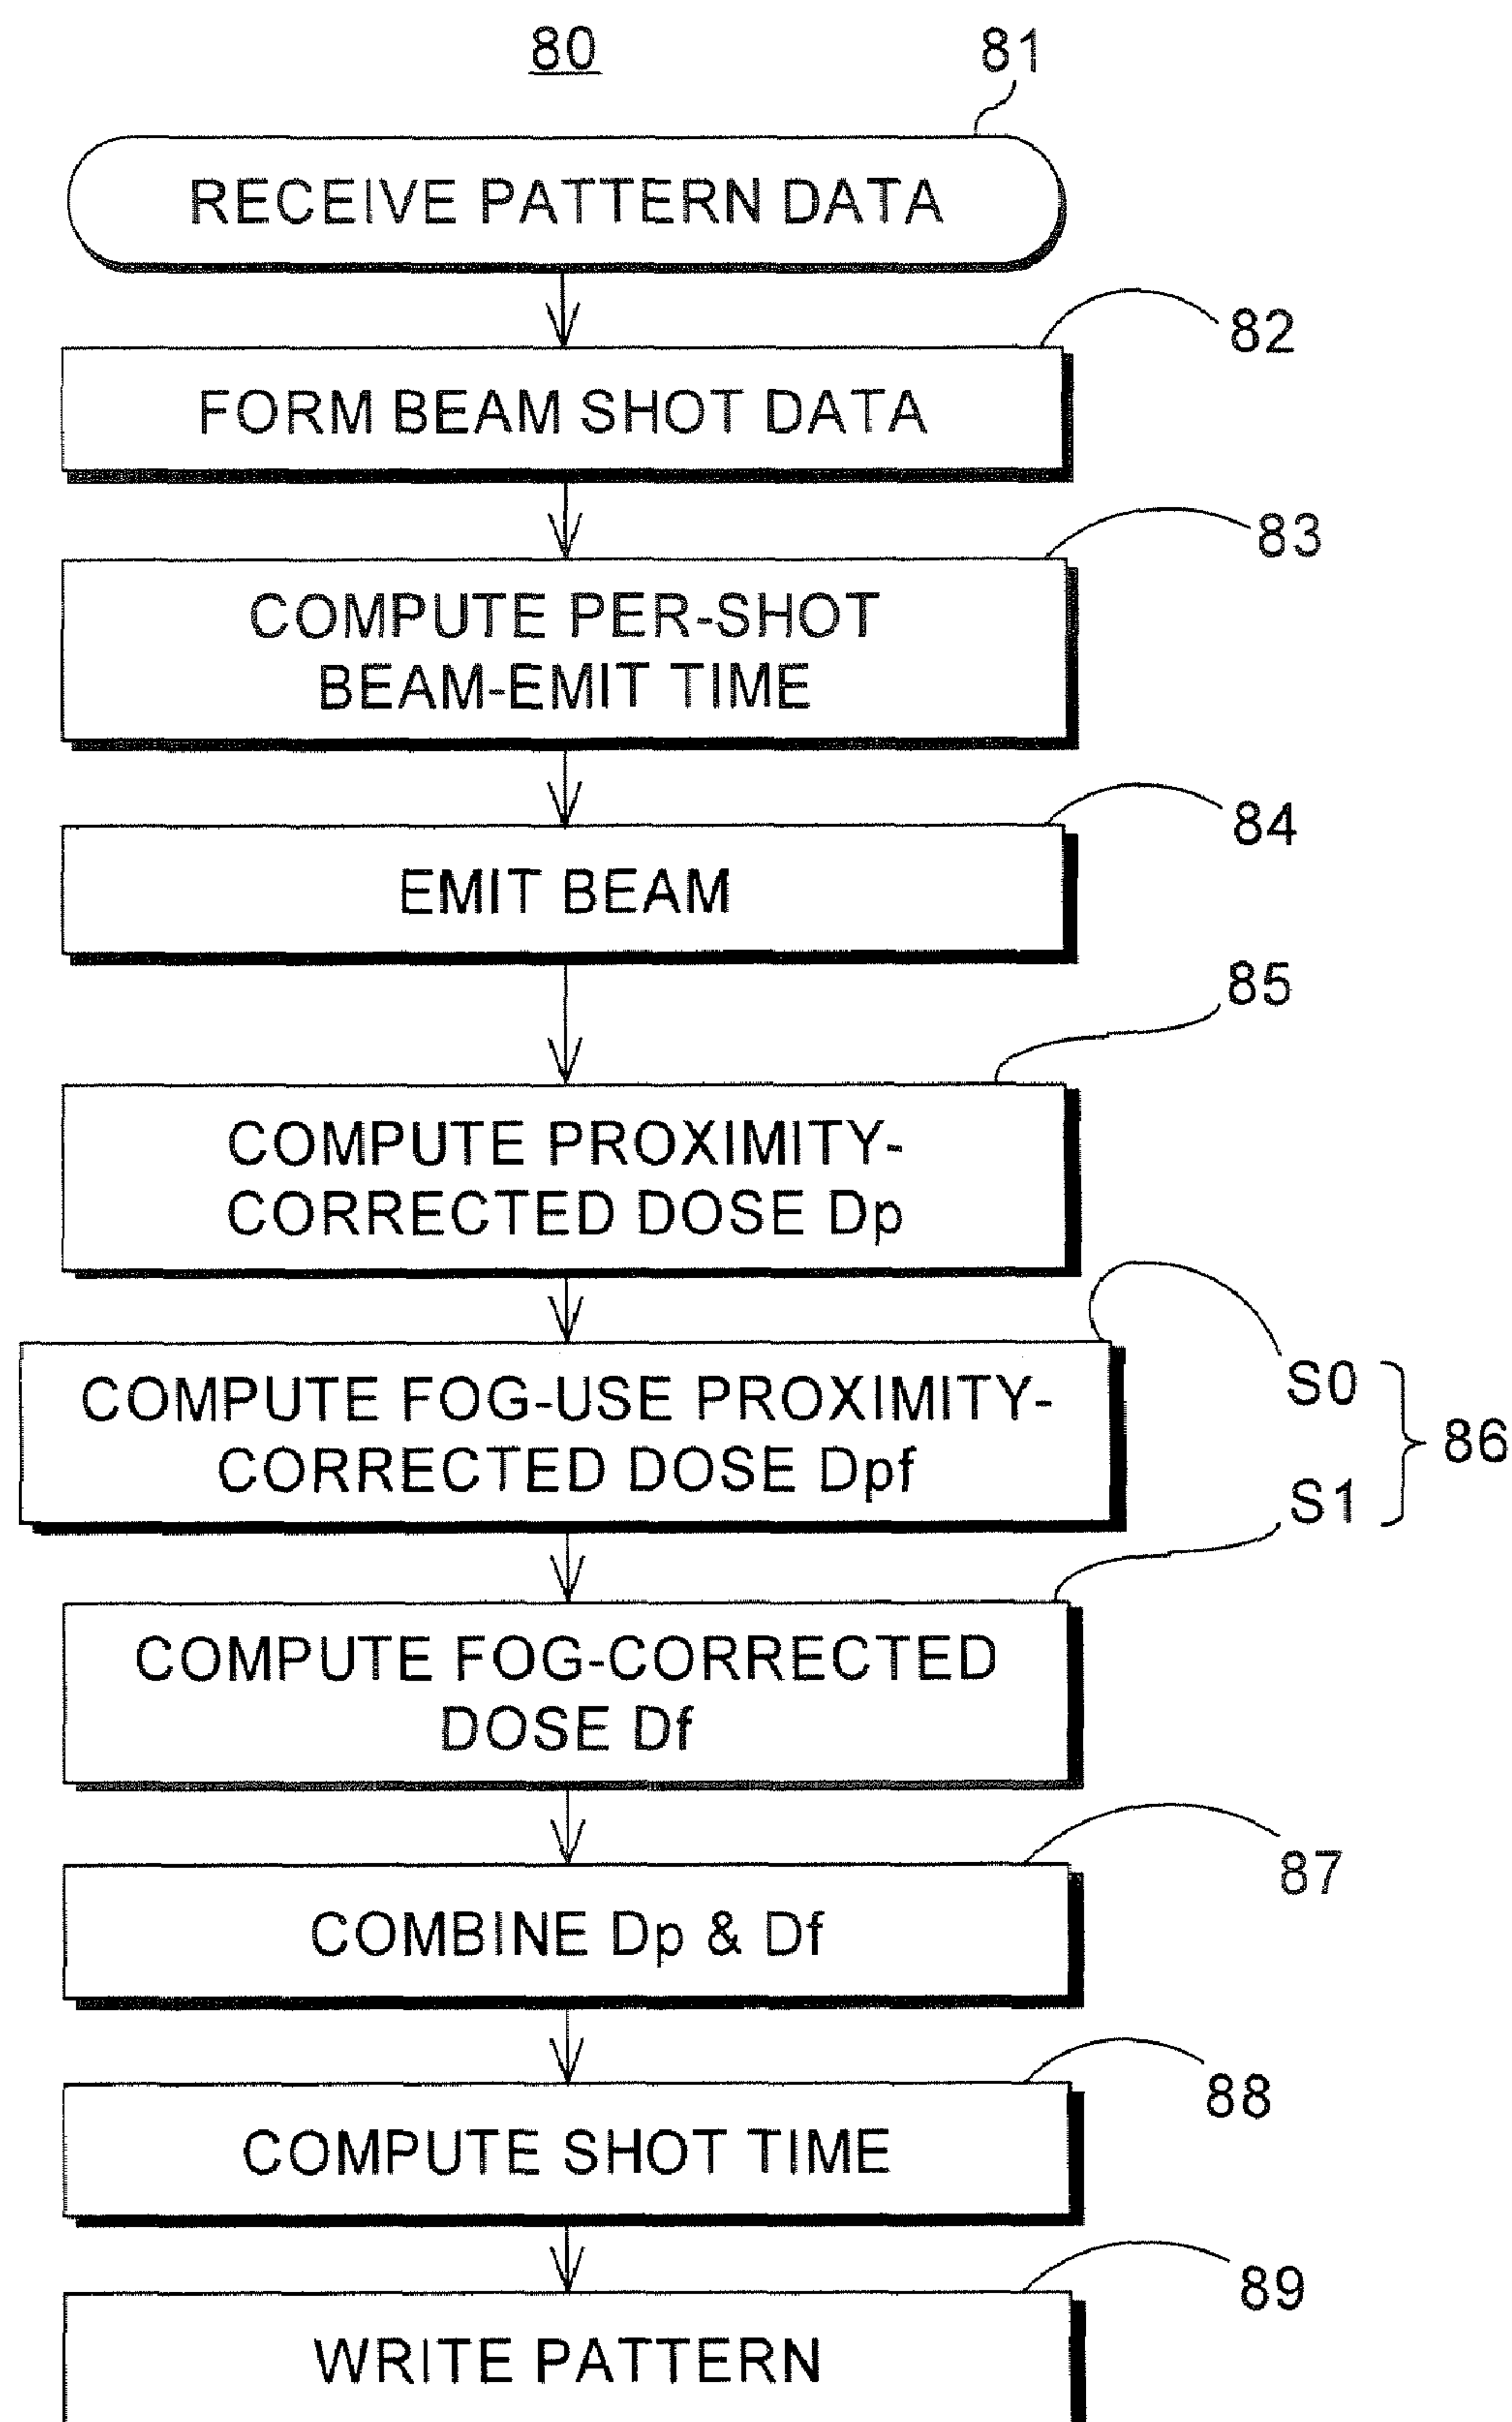 80
81
RECEIVE PATTERN DATA
82
FORM BEAM SHOT DATA
83
COMPUTE PER-SHOT
BEAM-EMIT TIME
84
EMIT BEAM
85
COMPUTE PROXIMITY-
CORRECTED DOSE Dp
S0
COMPUTE FOG-USE PROXIMITY-
CORRECTED DOSE Dpf
86
S1
COMPUTE FOG-CORRECTED
DOSE Df
87
COMBINE Dp & Df
88
COMPUTE SHOT TIME
89
WRITE PATTERN